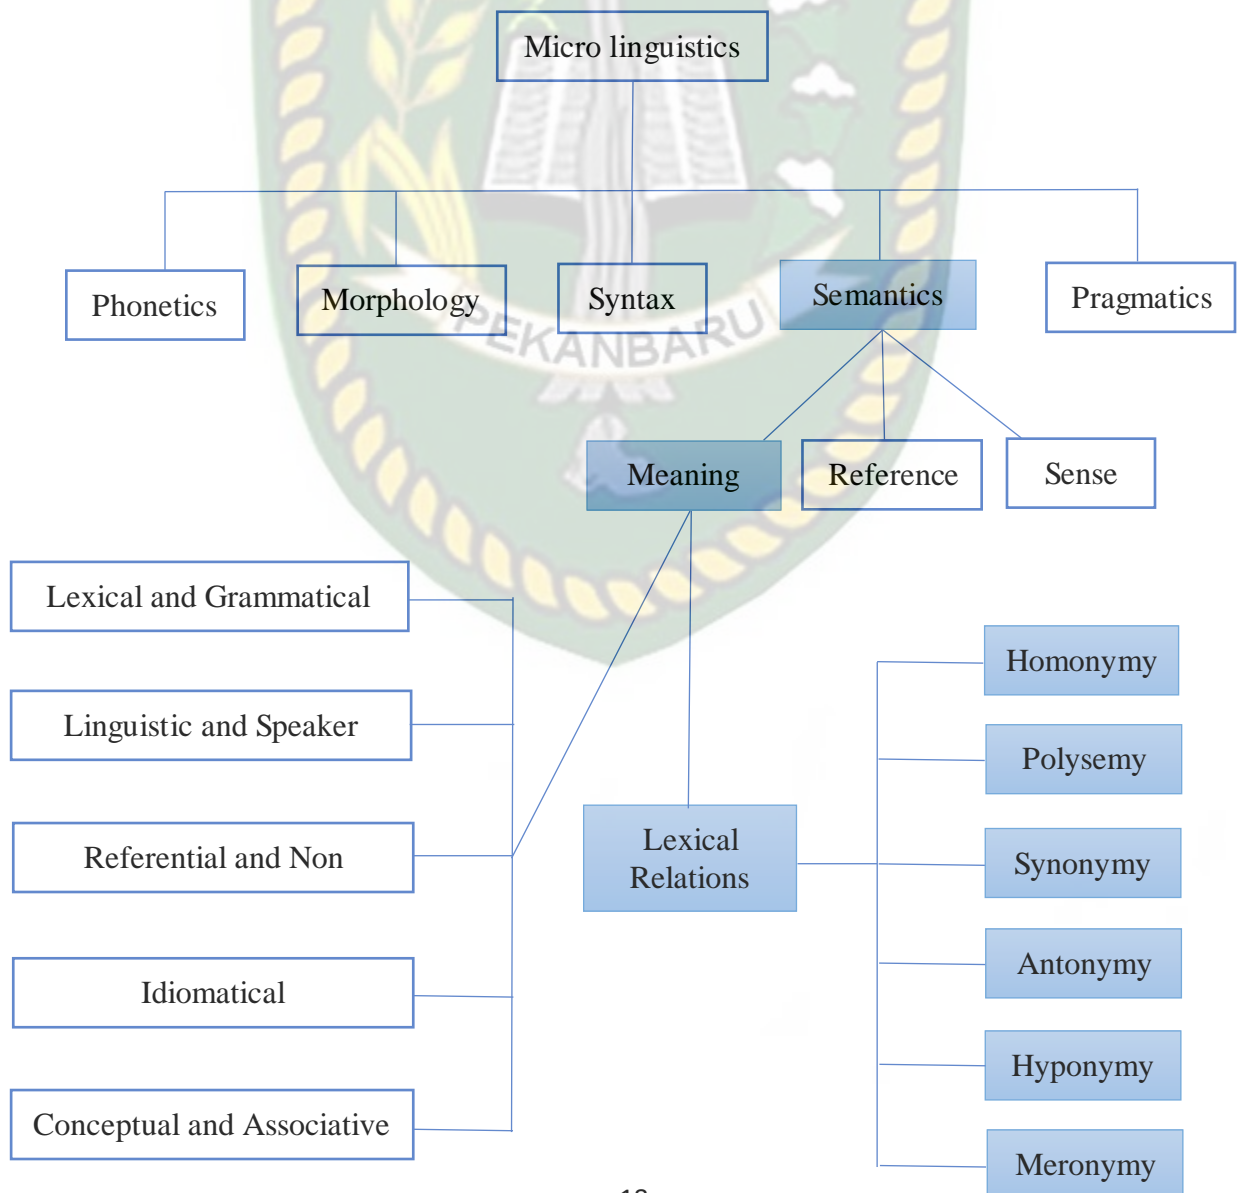 Micro linguistics
Phonetics
Morphology
Syntax
Semantics
Pragmatics
PEKANBARU
Meaning
Reference
Sense
Lexical and Grammatical
Linguistic and Speaker
Referential and Non
Idiomatical
Conceptual and Associative
Lexical
Relations
Homonymy
Polysemy
Synonymy
Antonymy
Hyponymy
Meronymy